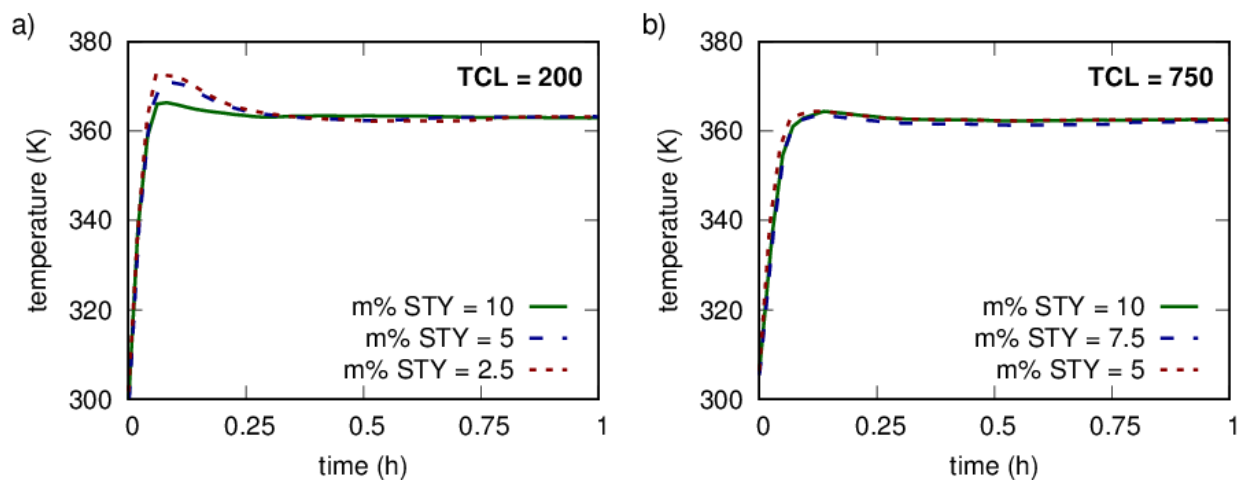 a)
380
360
340
320
300
temperature (K)
TCL = 200
m% STY = 10
m% STY = 5
m% STY = 2.5
0
0.25
0.5
0.75
1
time (h)
b)
380
360
340
320
300
temperature (K)
TCL = 750
m% STY = 10
m% STY = 7.5
m% STY = 5
0
0.25
0.5
0.75
1
time (h)